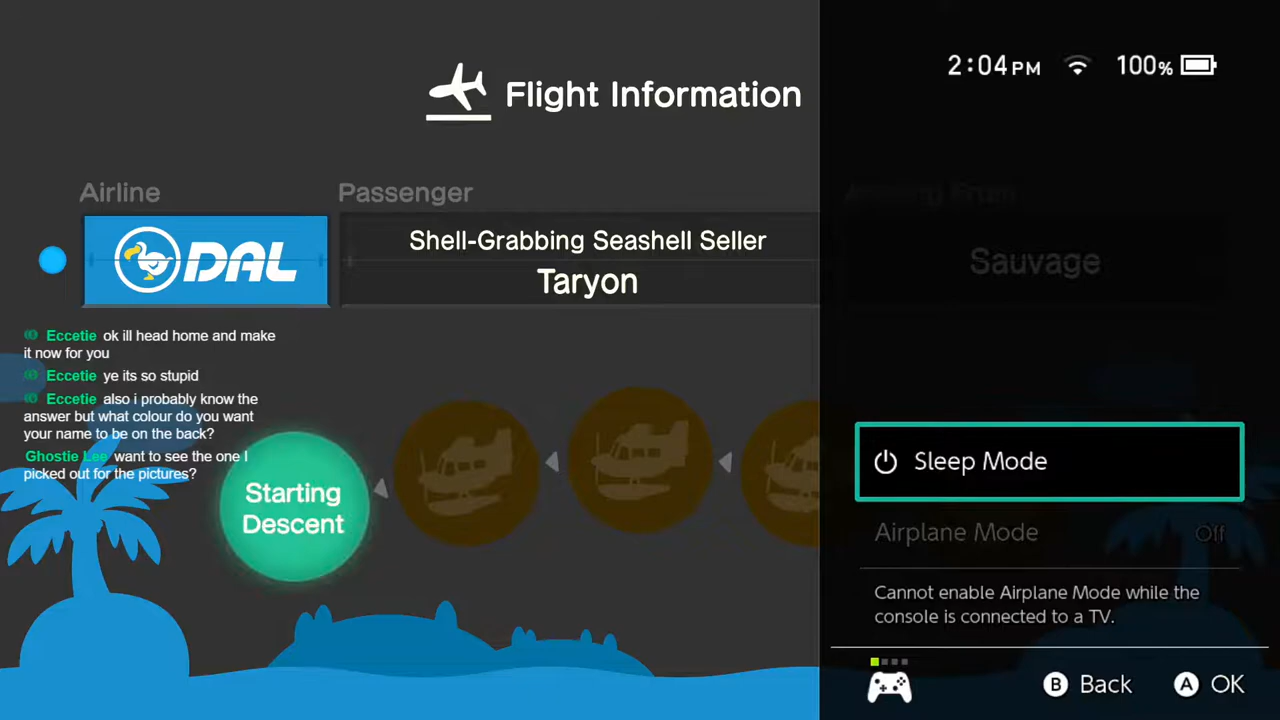 2:04 PM 100%
Flight Information
Airline
Passenger
Arriving From
DAL
Shell-Grabbing Seashell Seller
Taryon
Sauvage
Eccetie ok ill head home and make
it now for you
Eccetie ye its so stupid
Eccetie also i probably know the
answer but what colour do you want
your name to be on the back?
Ghostie Lee want to see the one I
picked out for the pictures?
Starting
Descent
Sleep Mode
Airplane Mode Off
Cannot enable Airplane Mode while the
console is connected to a TV.
B Back A OK